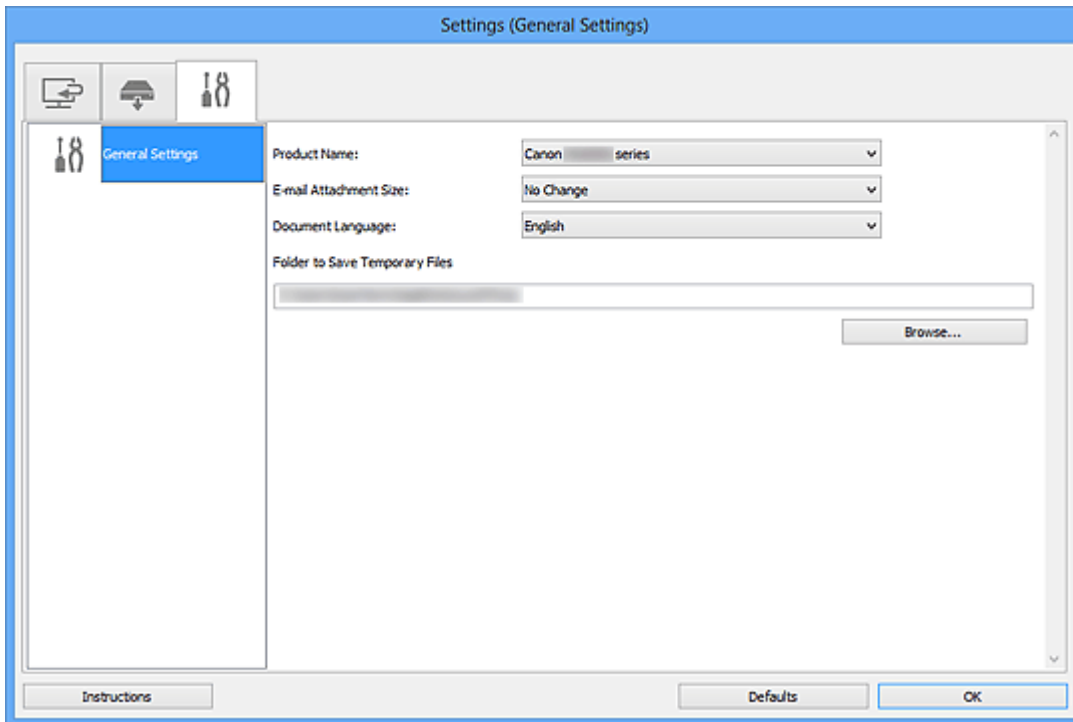 Settings (General Settings)
General Settings
Product Name: Canon series
E-mail Attachment Size: No Change
Document Language: English
Folder to Save Temporary Files
Browse...
Instructions Defaults OK